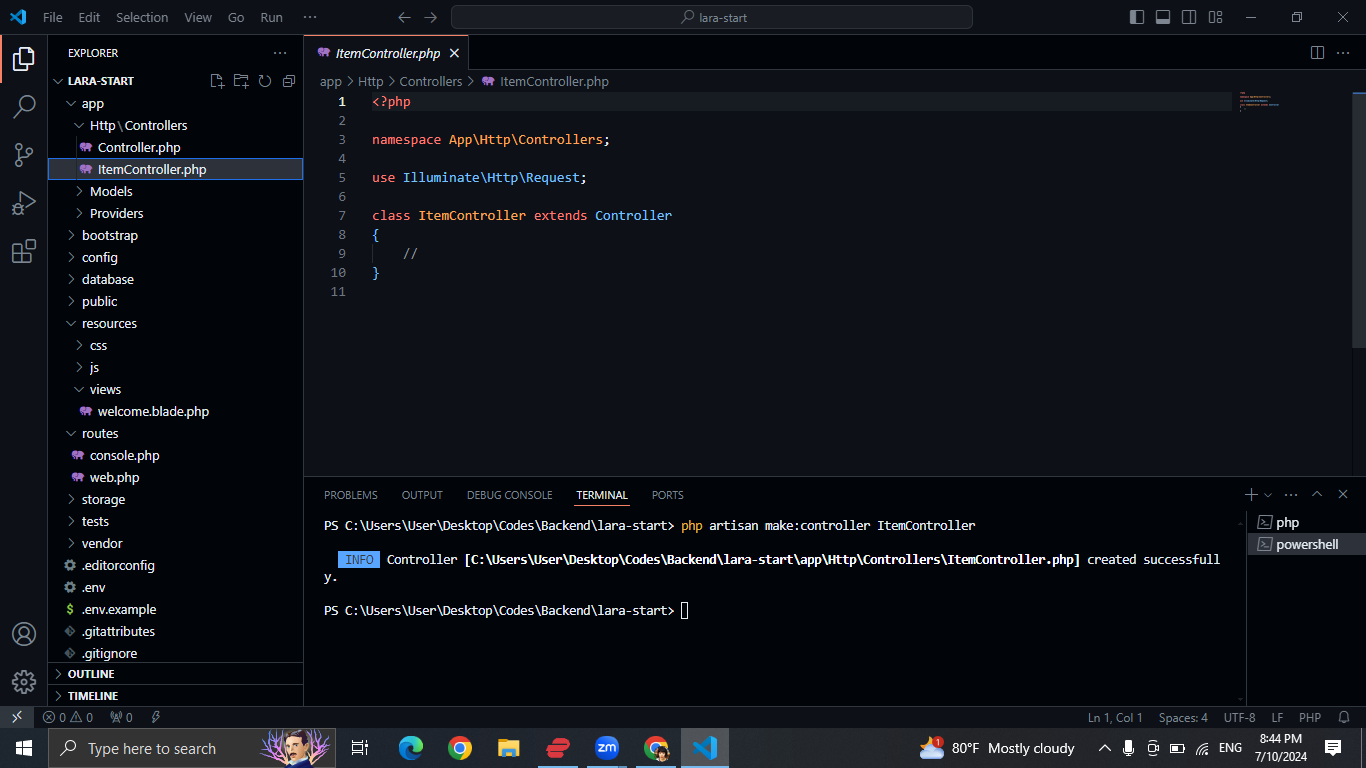 File Edit Selection View Go Run ··· lara-start
EXPLORER
LARA-START
app
Http\Controllers
Controller.php
ItemController.php
Models
Providers
bootstrap
config
database
public
resources
css
js
views
welcome.blade.php
routes
console.php
web.php
storage
tests
vendor
.editorconfig
.env
.env.example
.gitattributes
.gitignore
OUTLINE
TIMELINE
ItemController.php
app > Http > Controllers > ItemController.php
1 <?php
2
3 namespace App\Http\Controllers;
4
5 use Illuminate\Http\Request;
6
7 class ItemController extends Controller
8 {
9 //
10 }
11
PROBLEMS OUTPUT DEBUG CONSOLE TERMINAL PORTS
PS C:\Users\User\Desktop\Codes\Backend\lara-start> php artisan make:controller ItemController
INFO Controller [C:\Users\User\Desktop\Codes\Backend\lara-start\app\Http\Controllers\ItemController.php] created successfull
y.
PS C:\Users\User\Desktop\Codes\Backend\lara-start>
php
powershell
0 0 0 Ln 1, Col 1 Spaces: 4 UTF-8 LF PHP
Type here to search zm 1 80°F Mostly cloudy ENG 8:44 PM
7/10/2024